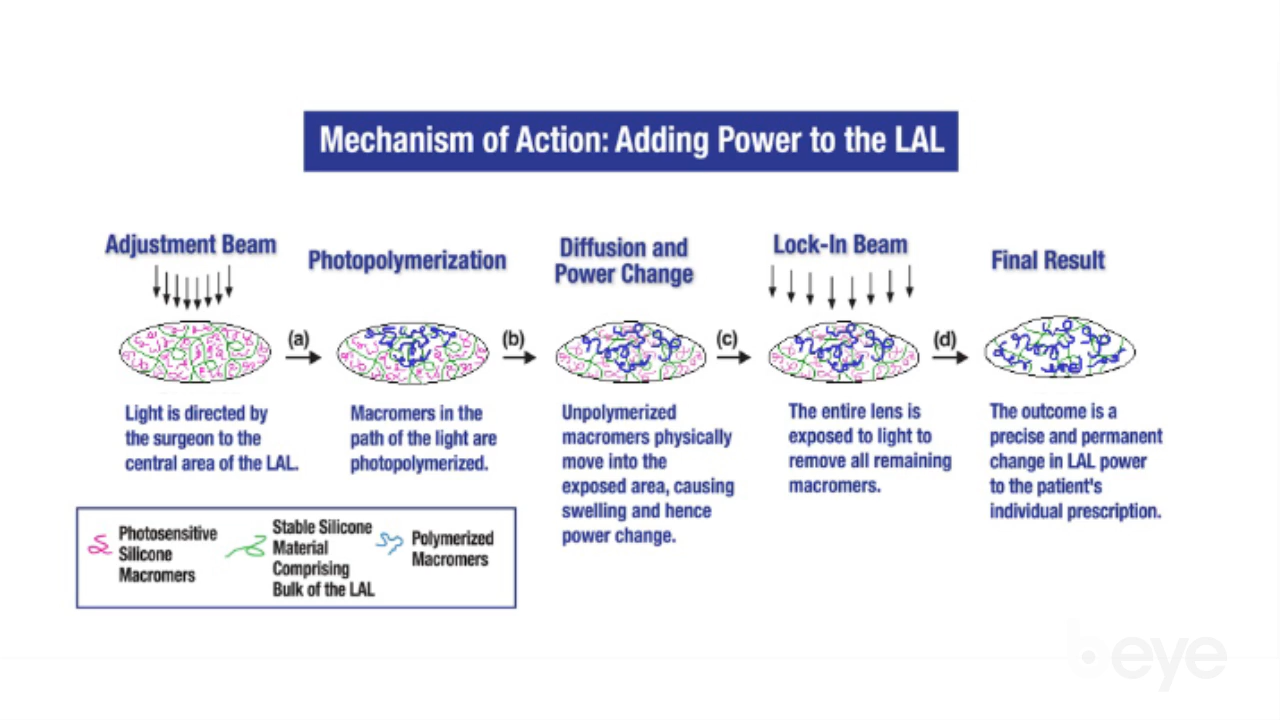 Mechanism of Action: Adding Power to the LAL
Adjustment Beam
Photopolymerization
Diffusion and
Power Change
Lock-In Beam
Final Result
(a)
(b)
(c)
(d)
Light is directed by
the surgeon to the
central area of the LAL.
Macromers in the
path of the light are
photopolymerized.
Unpolymerized
macromers physically
move into the
exposed area, causing
swelling and hence
power change.
The entire lens is
exposed to light to
remove all remaining
macromers.
The outcome is a
precise and permanent
change in LAL power
to the patient's
individual prescription.
Photosensitive
Silicone
Macromers
Stable Silicone
Material
Comprising
Bulk of the LAL
Polymerized
Macromers
beye